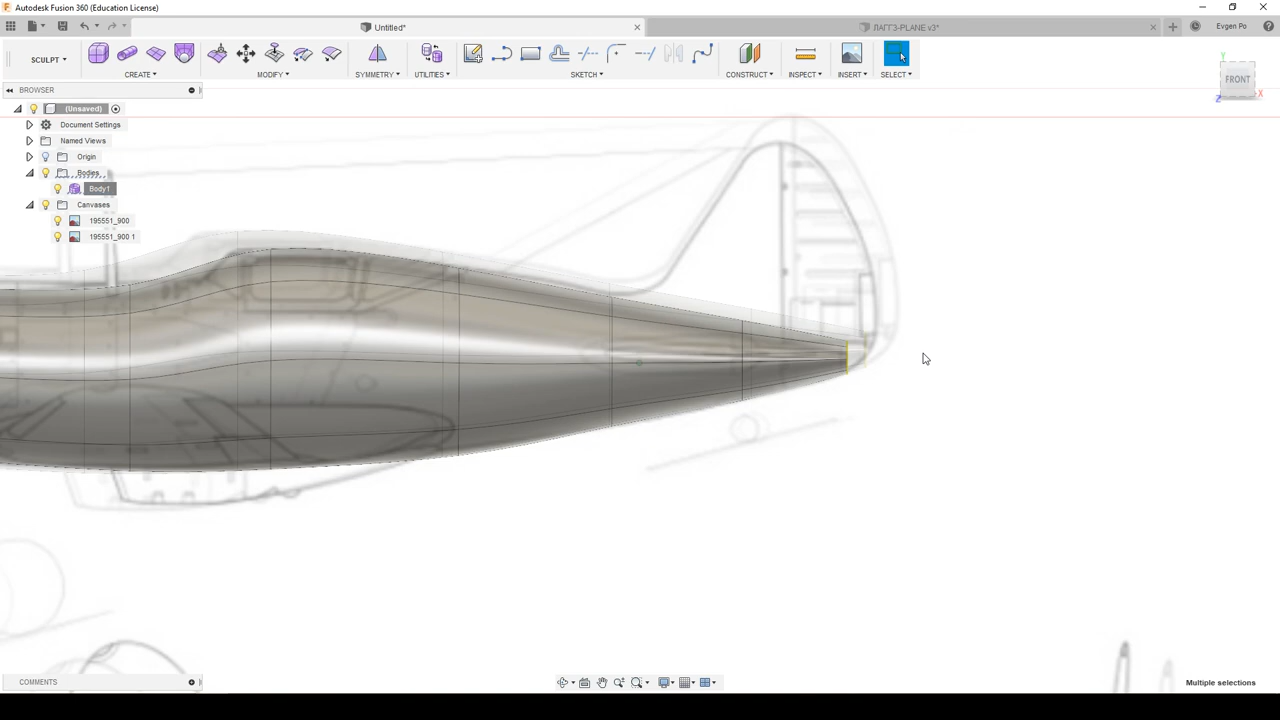 Autodesk Fusion 360 (Education License)
Untitled*
ЛАГГ3-PLANE v3*
Evgen Po
SCULPT
CREATE
MODIFY
SYMMETRY
UTILITIES
SKETCH
CONSTRUCT
INSPECT
INSERT
SELECT
BROWSER
(Unsaved)
Document Settings
Named Views
Origin
Bodies
Body1
Canvases
195551_900
195551_900 1
Y
FRONT
X
Z
COMMENTS
Multiple selections